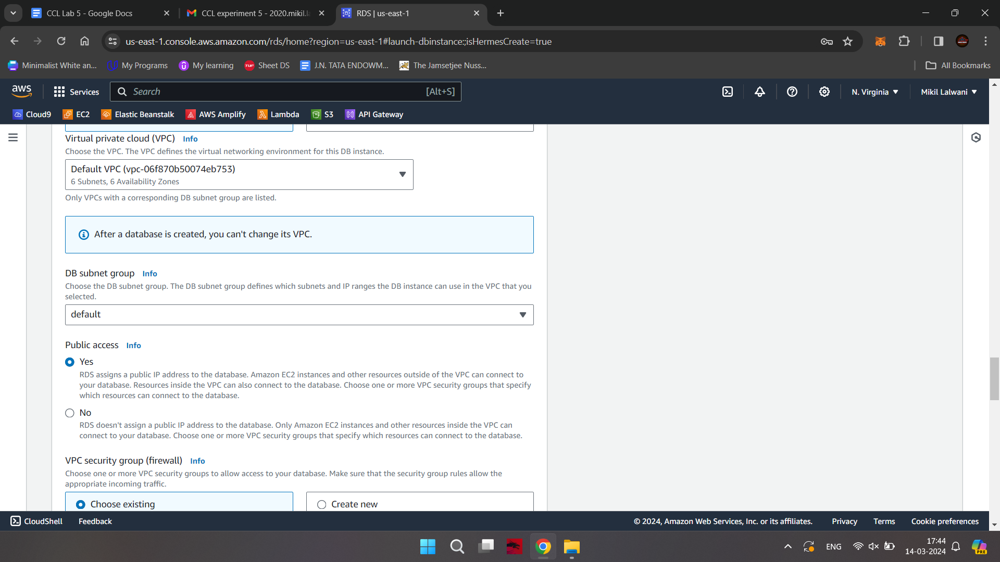 CCL Lab 5 - Google Docs
CCL experiment 5 - 2020.mikil.la
RDS | us-east-1
us-east-1.console.aws.amazon.com/rds/home?region=us-east-1#launch-dbinstance:;isHermesCreate=true
Minimalist White an...
My Programs
My learning
TUF
Sheet DS
J.N. TATA ENDOWM...
The Jamsetjee Nuss...
All Bookmarks
aws
Services
Search
[Alt+S]
N. Virginia
Mikil Lalwani
Cloud9
EC2
Elastic Beanstalk
AWS Amplify
Lambda
S3
API Gateway
Virtual private cloud (VPC) Info
Choose the VPC. The VPC defines the virtual networking environment for this DB instance.
Default VPC (vpc-06f870b50074eb753)
6 Subnets, 6 Availability Zones
Only VPCs with a corresponding DB subnet group are listed.
After a database is created, you can't change its VPC.
DB subnet group Info
Choose the DB subnet group. The DB subnet group defines which subnets and IP ranges the DB instance can use in the VPC that you
selected.
default
Public access Info
Yes
RDS assigns a public IP address to the database. Amazon EC2 instances and other resources outside of the VPC can connect to
your database. Resources inside the VPC can also connect to the database. Choose one or more VPC security groups that specify
which resources can connect to the database.
No
RDS doesn't assign a public IP address to the database. Only Amazon EC2 instances and other resources inside the VPC can
connect to your database. Choose one or more VPC security groups that specify which resources can connect to the database.
VPC security group (firewall) Info
Choose one or more VPC security groups to allow access to your database. Make sure that the security group rules allow the
appropriate incoming traffic.
Choose existing
Create new
CloudShell
Feedback
© 2024, Amazon Web Services, Inc. or its affiliates.
Privacy
Terms
Cookie preferences
ENG
17:44
14-03-2024
PRE